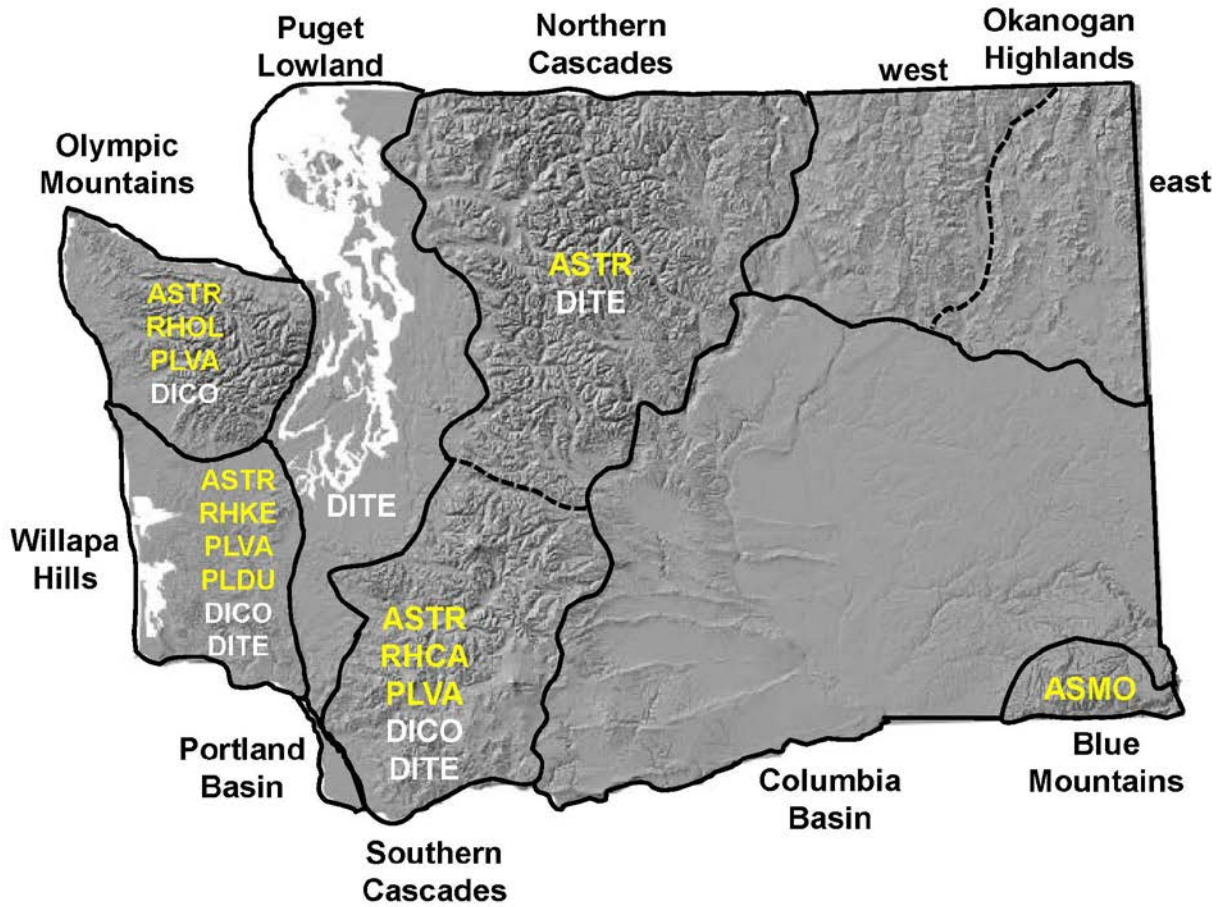 Puget
Lowland
Northern
Cascades
Okanogan
Highlands
west
east
Olympic
Mountains
ASTR
RHOL
PLVA
DICO
ASTR
DITE
DITE
Willapa
Hills
ASTR
RHKE
PLVA
PLDU
DICO
DITE
ASTR
RHCA
PLVA
DICO
DITE
ASMO
Portland
Basin
Southern
Cascades
Columbia
Basin
Blue
Mountains